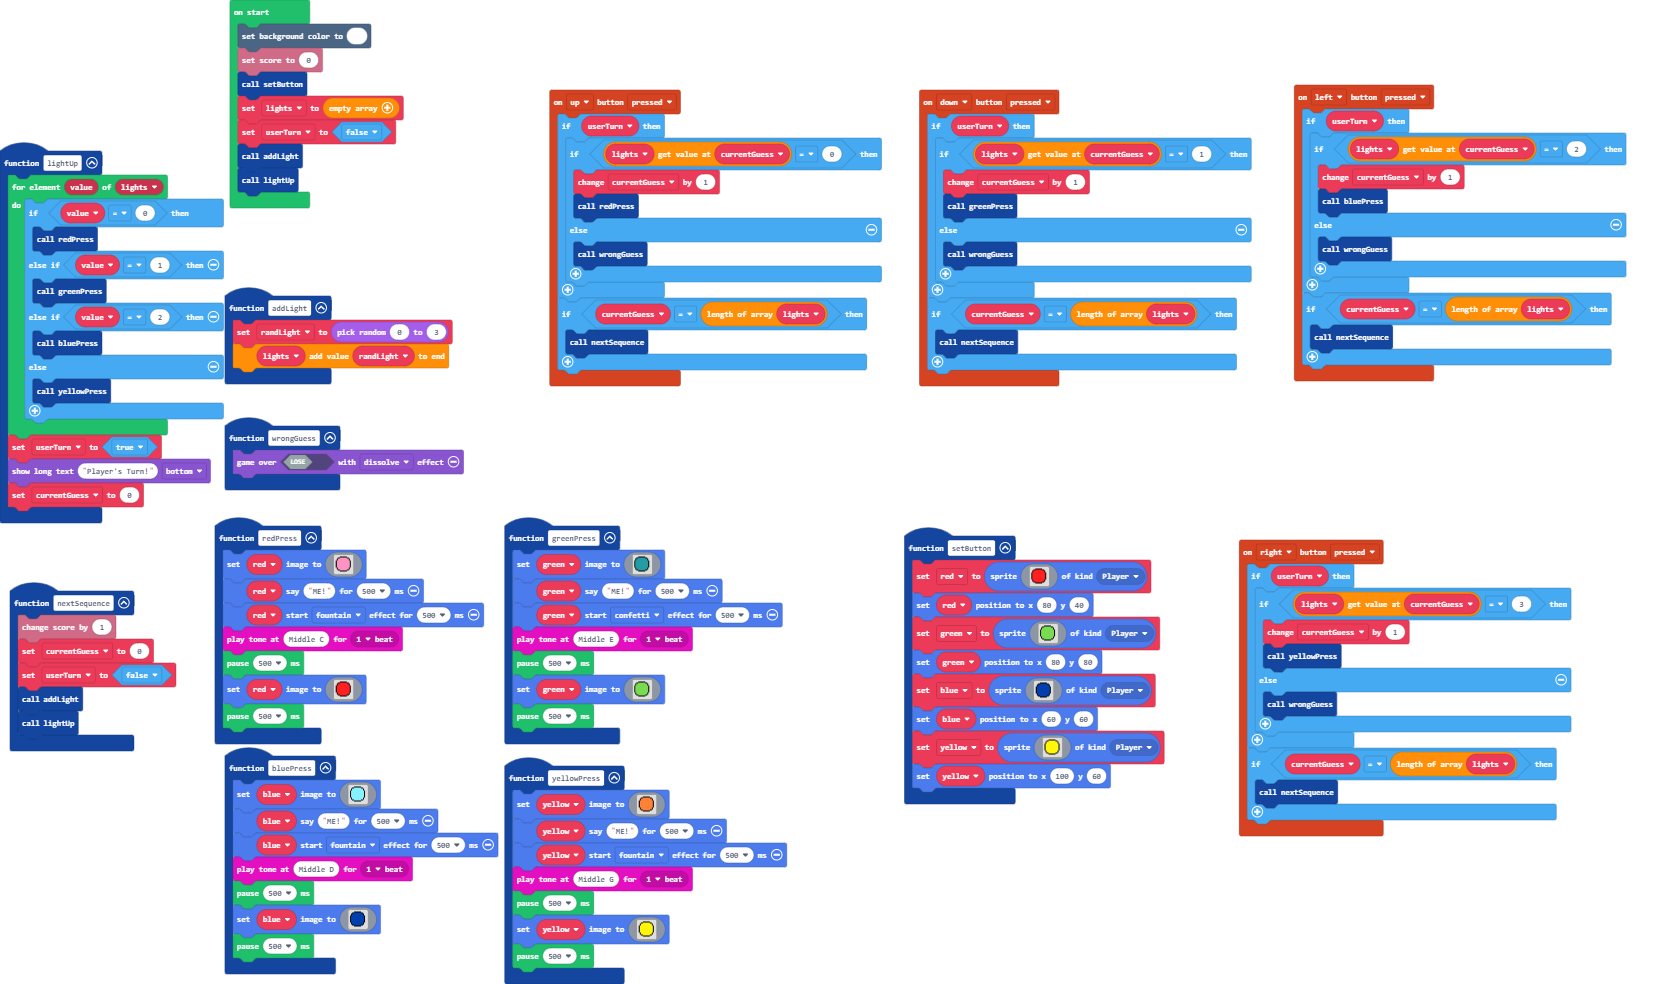 on start
set background color to
set score to 0
call setButton
set lights to empty array
set userTurn to false
call addLight
call lightUp
function lightUp
for element value of lights
do
if value = 0 then
call redPress
else if value = 1 then
call greenPress
else if value = 2 then
call bluePress
else
call yellowPress
set userTurn to true
show long text "Player's Turn!" bottom
set currentGuess to 0
function addLight
set randLight to pick random 0 to 3
lights add value randLight to end
function wrongGuess
game over LOSE with dissolve effect
on up button pressed
if userTurn then
if lights get value at currentGuess = 0 then
change currentGuess by 1
call redPress
else
call wrongGuess
if currentGuess = length of array lights then
call nextSequence
on down button pressed
if userTurn then
if lights get value at currentGuess = 1 then
change currentGuess by 1
call greenPress
else
call wrongGuess
if currentGuess = length of array lights then
call nextSequence
on left button pressed
if userTurn then
if lights get value at currentGuess = 2 then
change currentGuess by 1
call bluePress
else
call wrongGuess
if currentGuess = length of array lights then
call nextSequence
function nextSequence
change score by 1
set currentGuess to 0
set userTurn to false
call addLight
call lightUp
function redPress
set red image to
red say "ME!" for 500 ms
red start fountain effect for 500 ms
play tone at Middle C for 1 beat
pause 500 ms
set red image to
pause 500 ms
function greenPress
set green image to
green say "ME!" for 500 ms
green start confetti effect for 500 ms
play tone at Middle E for 1 beat
pause 500 ms
set green image to
pause 500 ms
function bluePress
set blue image to
blue say "ME!" for 500 ms
blue start fountain effect for 500 ms
play tone at Middle D for 1 beat
pause 500 ms
set blue image to
pause 500 ms
function yellowPress
set yellow image to
yellow say "ME!" for 500 ms
yellow start fountain effect for 500 ms
play tone at Middle G for 1 beat
pause 500 ms
set yellow image to
pause 500 ms
function setButton
set red to sprite of kind Player
set red position to x 80 y 40
set green to sprite of kind Player
set green position to x 80 y 80
set blue to sprite of kind Player
set blue position to x 60 y 60
set yellow to sprite of kind Player
set yellow position to x 100 y 60
on right button pressed
if userTurn then
if lights get value at currentGuess = 3 then
change currentGuess by 1
call yellowPress
else
call wrongGuess
if currentGuess = length of array lights then
call nextSequence